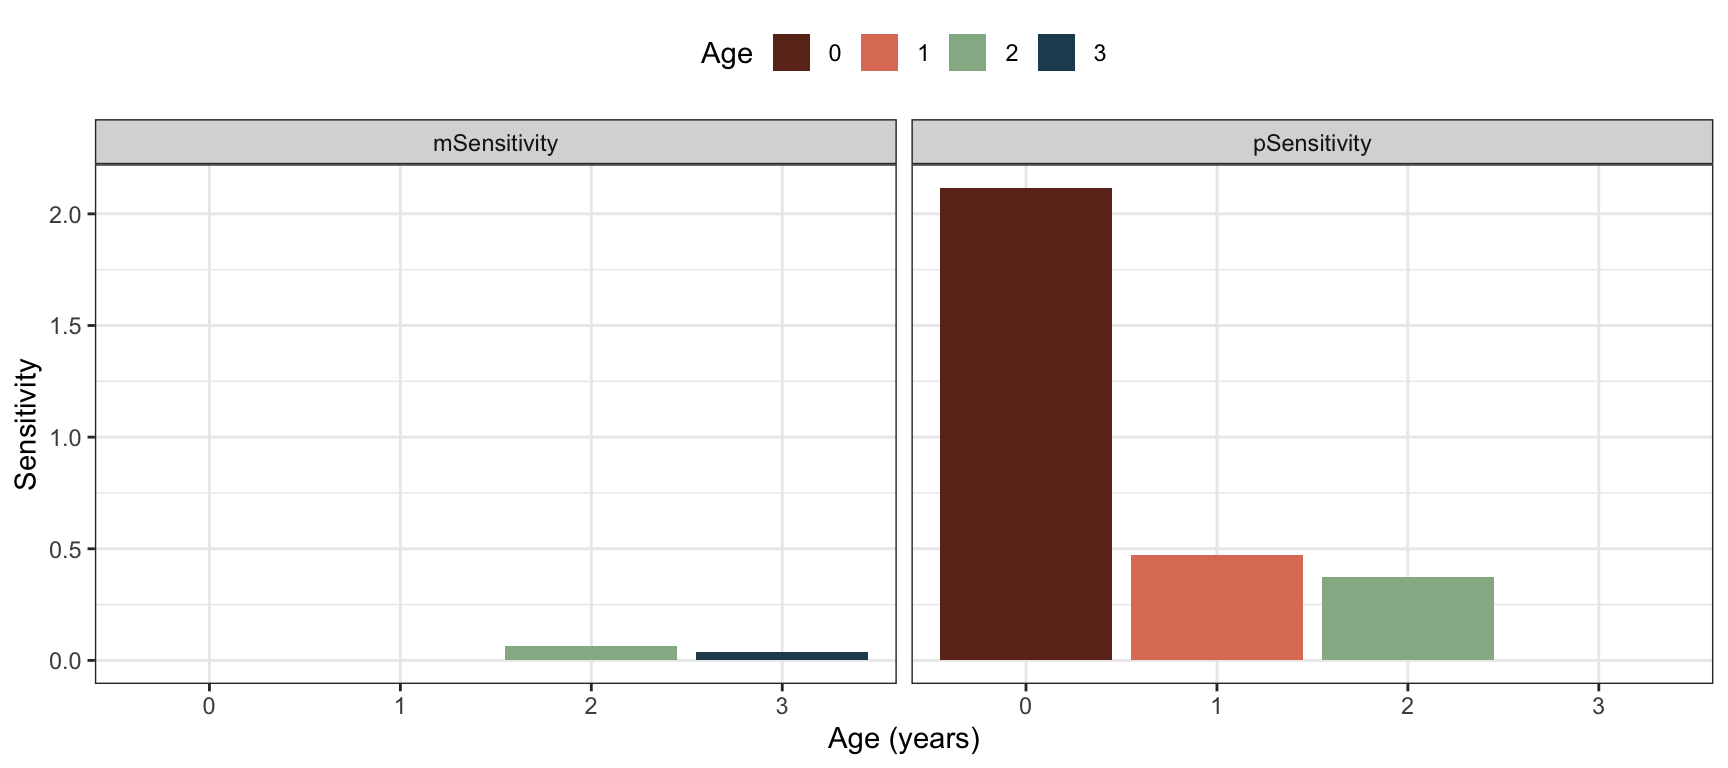 Age 0 1 2 3
mSensitivity pSensitivity
2.0
1.5
1.0
0.5
0.0
Sensitivity
0 1 2 3 0 1 2 3
Age (years)